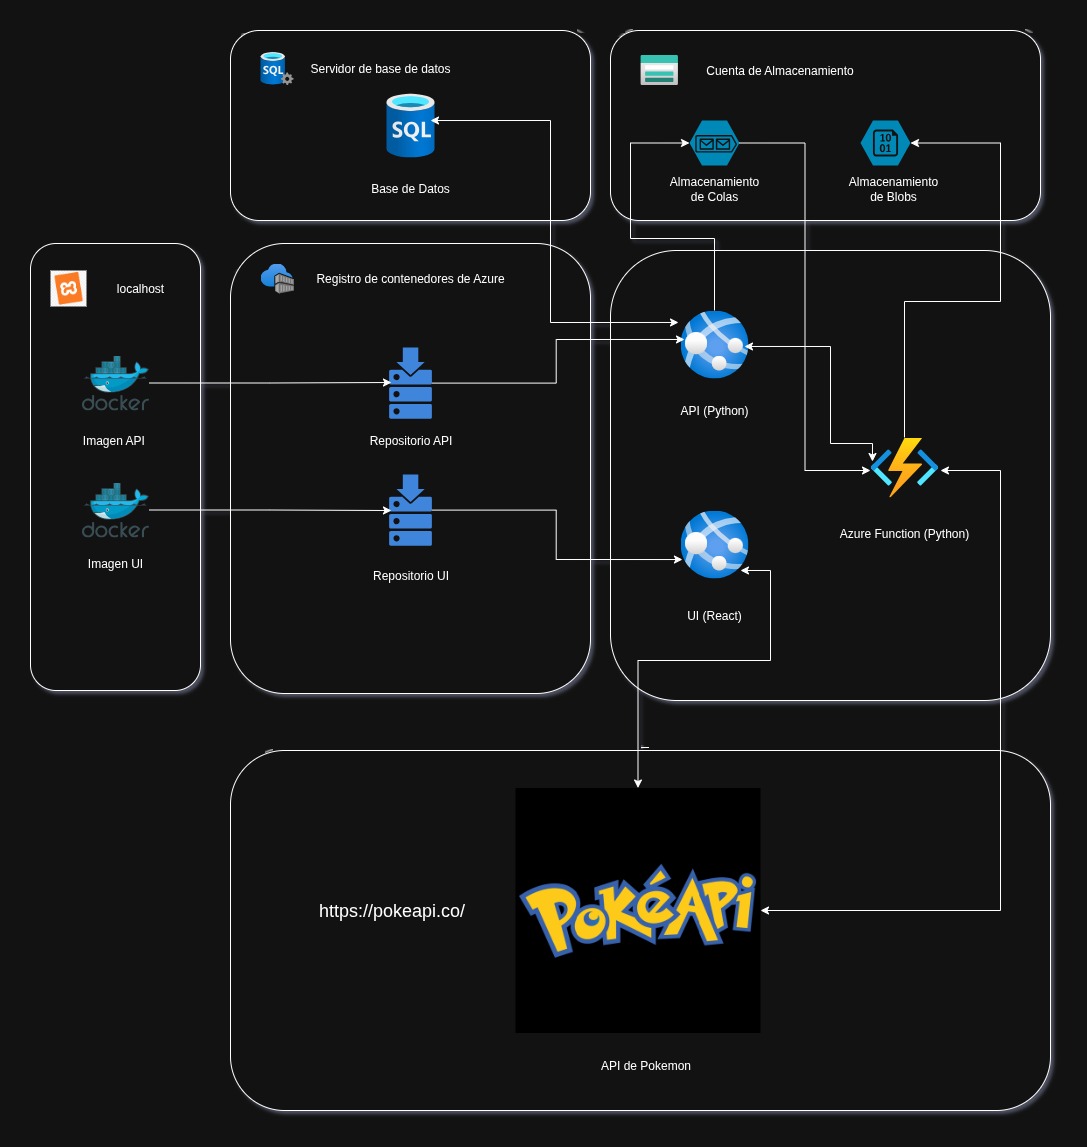 SQL
Servidor de base de datos
SQL
Base de Datos
Cuenta de Almacenamiento
Almacenamiento
de Colas
10
01
Almacenamiento
de Blobs
localhost
docker
Imagen API
docker
Imagen UI
Registro de contenedores de Azure
Repositorio API
Repositorio UI
API (Python)
Azure Function (Python)
UI (React)
https://pokeapi.co/
PokéApi
API de Pokemon